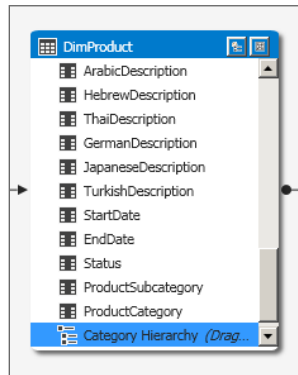 DimProduct
ArabicDescription
HebrewDescription
ThaiDescription
GermanDescription
JapaneseDescription
TurkishDescription
StartDate
EndDate
Status
ProductSubcategory
ProductCategory
Category Hierarchy (Drag...